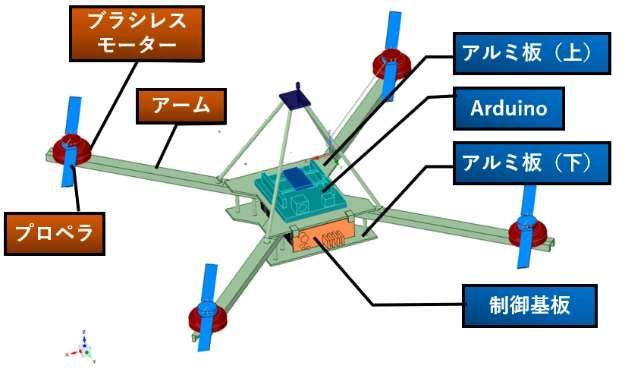 ブラシレス
モーター
アルミ板（上）
アーム
Arduino
アルミ板（下）
プロペラ
制御基板